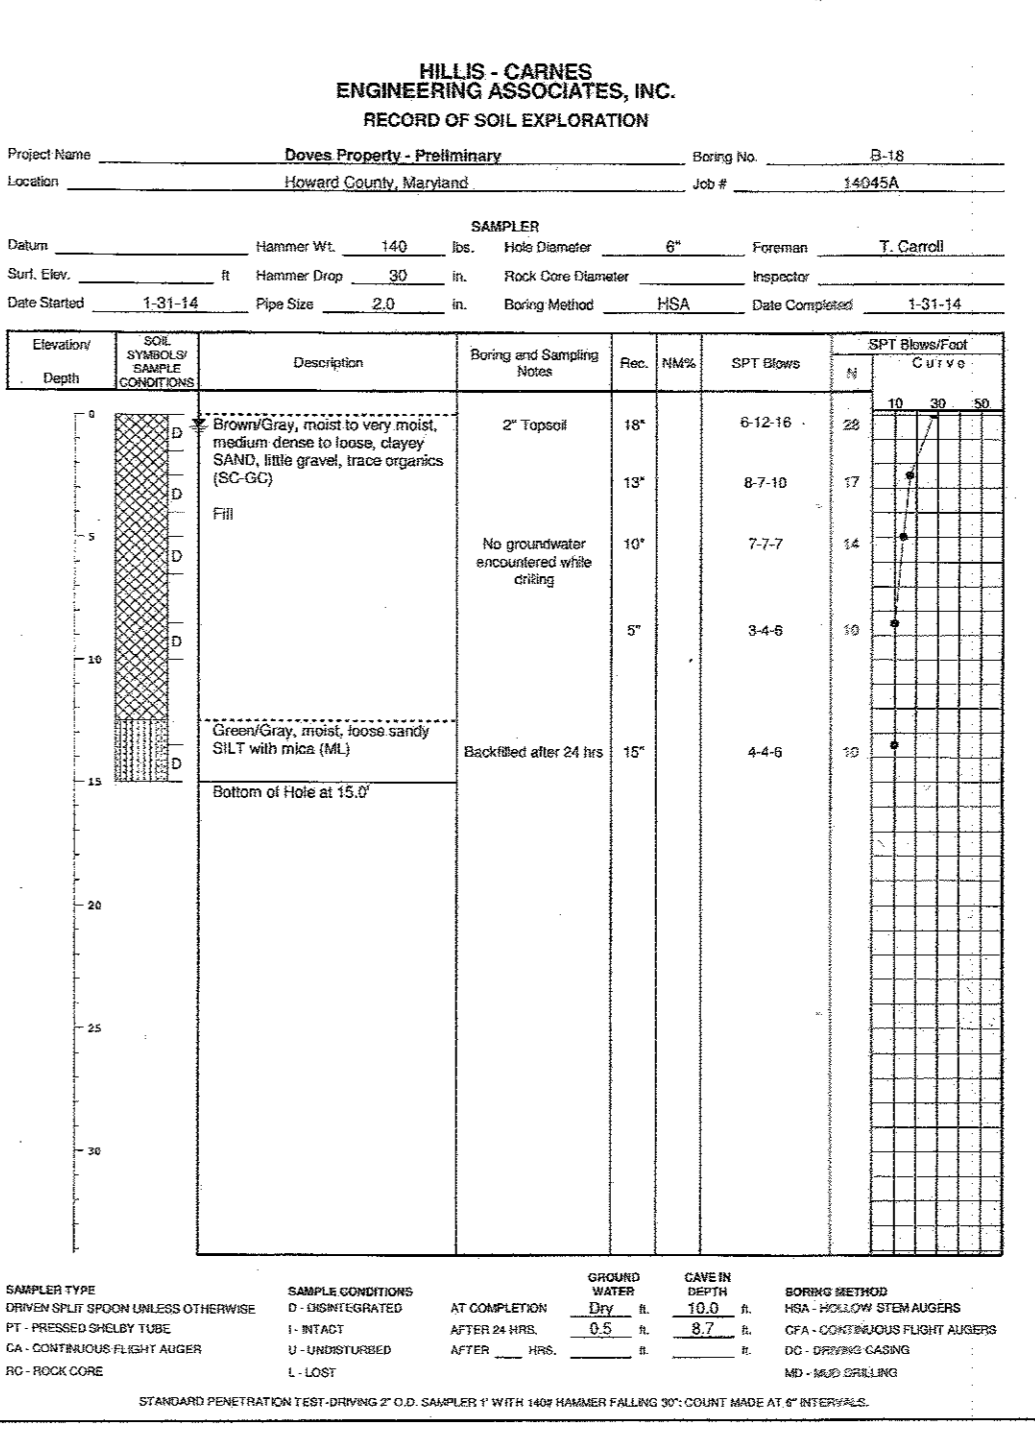 HILLIS - CARNES
ENGINEERING ASSOCIATES, INC.
RECORD OF SOIL EXPLORATION
Project Name Doves Property - Preliminary Boring No. B-18
Location Howard County, Maryland Job # 14045A
SAMPLER
Datum Hammer Wt. 140 lbs. Hole Diameter 6" Foreman T. Carroll
Surf. Elev. ft Hammer Drop 30 in. Rock Core Diameter Inspector
Date Started 1-31-14 Pipe Size 2.0 in. Boring Method HSA Date Completed 1-31-14
Elevation/ Depth SOIL SYMBOLS/ SAMPLE CONDITIONS Description Boring and Sampling Notes Rec. NM% SPT Blows SPT Blows/Foot
N Curve
10 30 50
0 D Brown/Gray, moist to very moist, 2" Topsoil 18" 6-12-16 28
medium dense to loose, clayey
SAND, little gravel, trace organics
(SC-GC) D 13" 8-7-10 17
Fill
5 D No groundwater 10" 7-7-7 14
encountered while
drilling
D 5" 3-4-6 10
10
Green/Gray, moist, loose sandy
SILT with mica (ML) D Backfilled after 24 hrs 15" 4-4-6 10
15
Bottom of Hole at 15.0'
20
25
30
GROUND WATER CAVE IN DEPTH
SAMPLER TYPE SAMPLE CONDITIONS BORING METHOD
DRIVEN SPLIT SPOON UNLESS OTHERWISE D - DISINTEGRATED AT COMPLETION Dry ft. 10.0 ft. HSA - HOLLOW STEM AUGERS
PT - PRESSED SHELBY TUBE I - INTACT AFTER 24 HRS. 0.5 ft. 8.7 ft. CFA - CONTINUOUS FLIGHT AUGERS
CA - CONTINUOUS FLIGHT AUGER U - UNDISTURBED AFTER HRS. ft. ft. DC - DRIVING CASING
RC - ROCK CORE L - LOST MD - MUD DRILLING
STANDARD PENETRATION TEST-DRIVING 2" O.D. SAMPLER 1' WITH 140# HAMMER FALLING 30": COUNT MADE AT 6" INTERVALS.